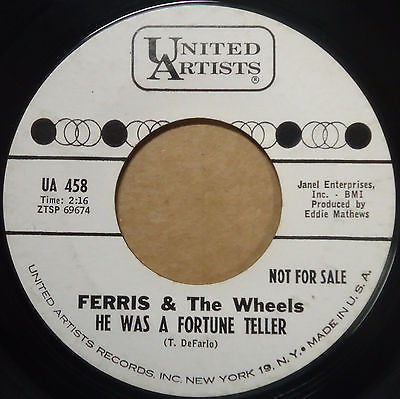 UNITED
ARTISTS®
UA 458
Time: 2:16
ZTSP 69674
Janel Enterprises,
Inc. - BMI
Produced by
Eddie Mathews
NOT FOR SALE
FERRIS & The Wheels
HE WAS A FORTUNE TELLER
(T. DeFarlo)
UNITED ARTISTS RECORDS, INC. NEW YORK 19, N.Y. • MADE IN U.S.A.